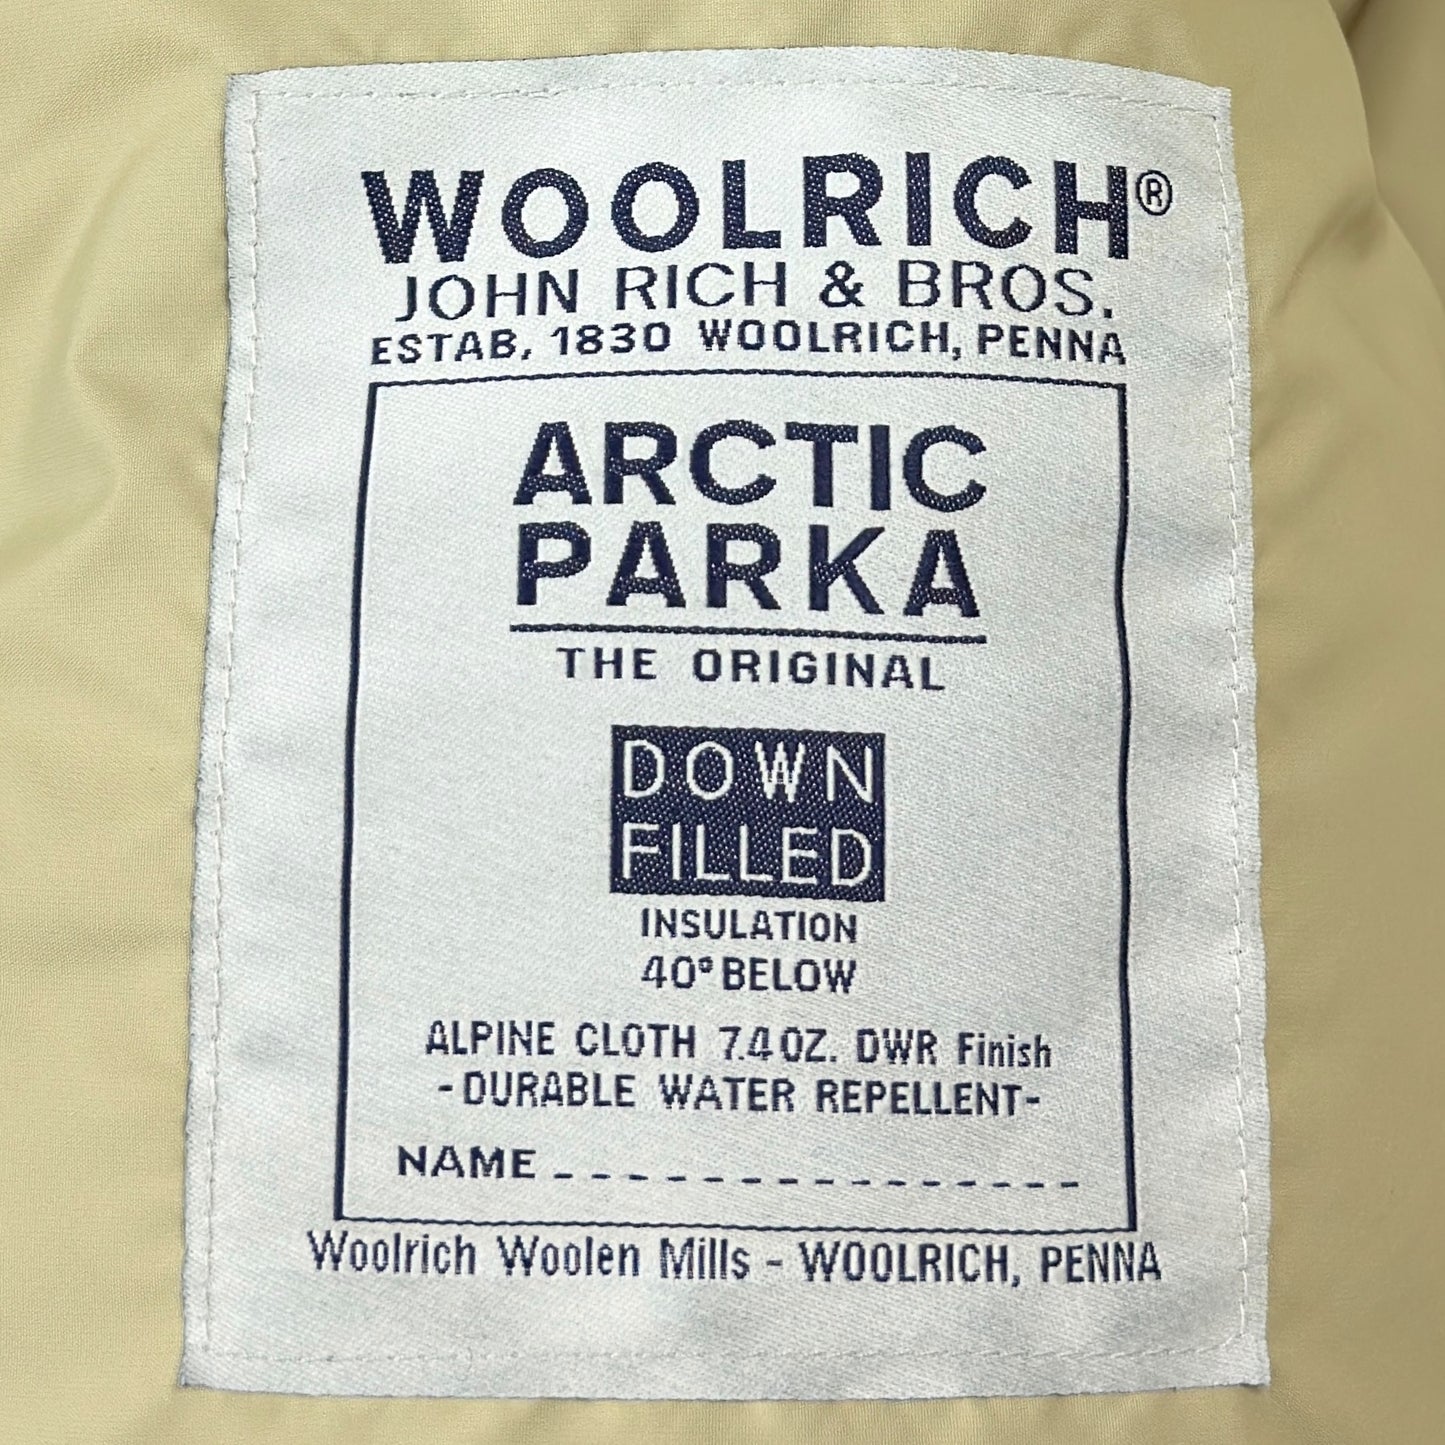 WOOLRICH®
JOHN RICH & BROS.
ESTAB, 1830 WOOLRICH, PENNA
ARCTIC
PARKA
THE ORIGINAL
DOWN
FILLED
INSULATION
40° BELOW
ALPINE CLOTH 7.4 OZ. DWR Finish
-DURABLE WATER REPELLENT-
NAME _ _ _ _ _ _ _ _ _ _ _ _ _ _ _ _
Woolrich Woolen Mills - WOOLRICH, PENNA